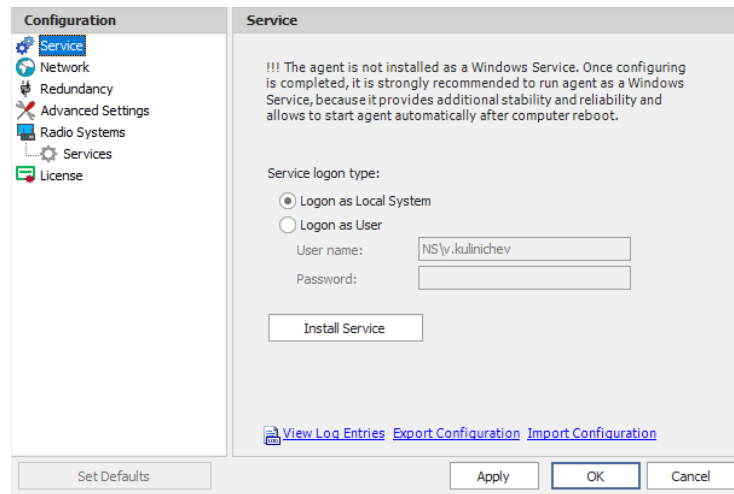 Configuration
Service
Network
Redundancy
Advanced Settings
Radio Systems
Services
License
Service
!!! The agent is not installed as a Windows Service. Once configuring
is completed, it is strongly recommended to run agent as a Windows
Service, because it provides additional stability and reliability and
allows to start agent automatically after computer reboot.
Service logon type:
Logon as Local System
Logon as User
User name: NS\v.kulinichev
Password:
Install Service
View Log Entries Export Configuration Import Configuration
Set Defaults Apply OK Cancel